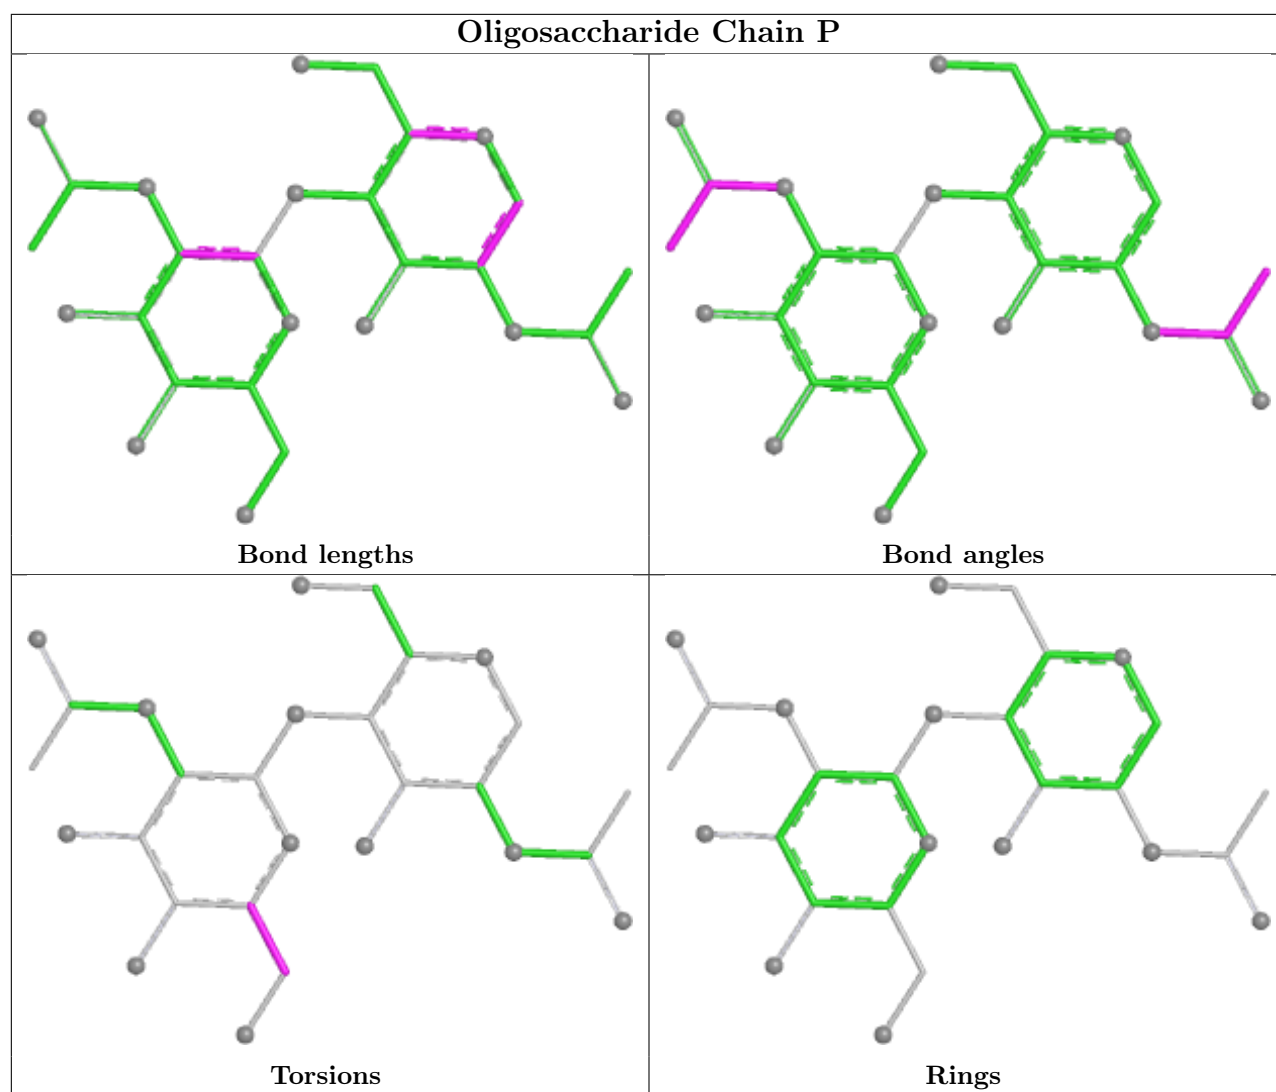 Oligosaccharide Chain P
Bond lengths
Bond angles
Torsions
Rings